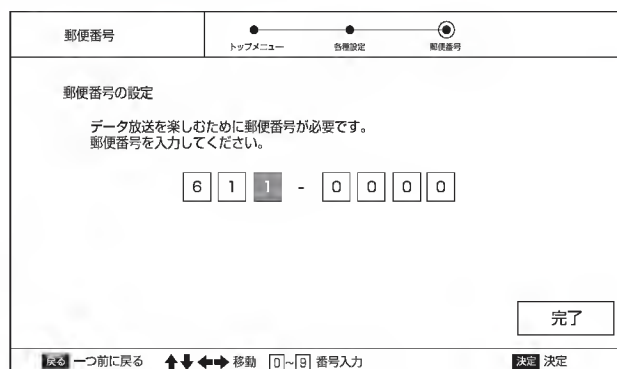 郵便番号
トップメニュー 各種設定 郵便番号
郵便番号の設定
データ放送を楽しむために郵便番号が必要です。
郵便番号を入力してください。
6 1 1 - 0 0 0 0
完了
戻る 一つ前に戻る 移動 0~9 番号入力 決定 決定